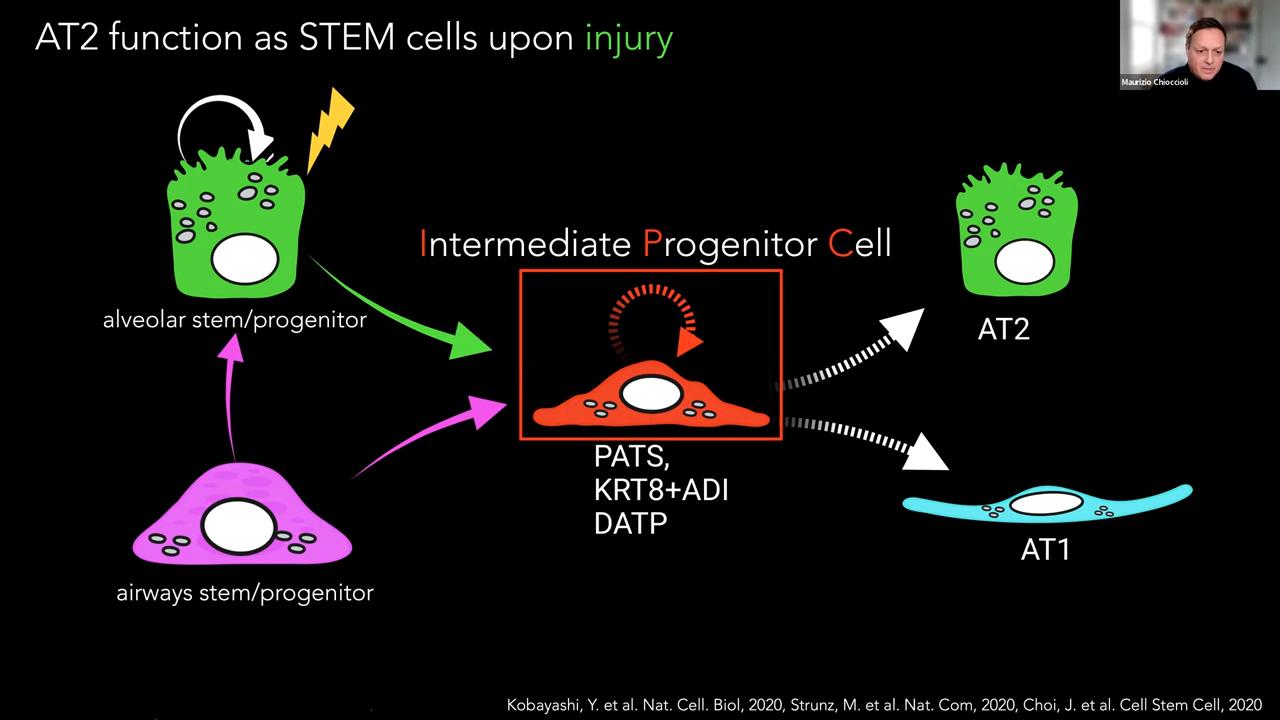 AT2 function as STEM cells upon injury
Maurizio Chioccioli
Intermediate Progenitor Cell
alveolar stem/progenitor
AT2
PATS,
KRT8+ADI
DATP
AT1
airways stem/progenitor
Kobayashi, Y. et al. Nat. Cell. Biol, 2020, Strunz, M. et al. Nat. Com, 2020, Choi, J. et al. Cell Stem Cell, 2020